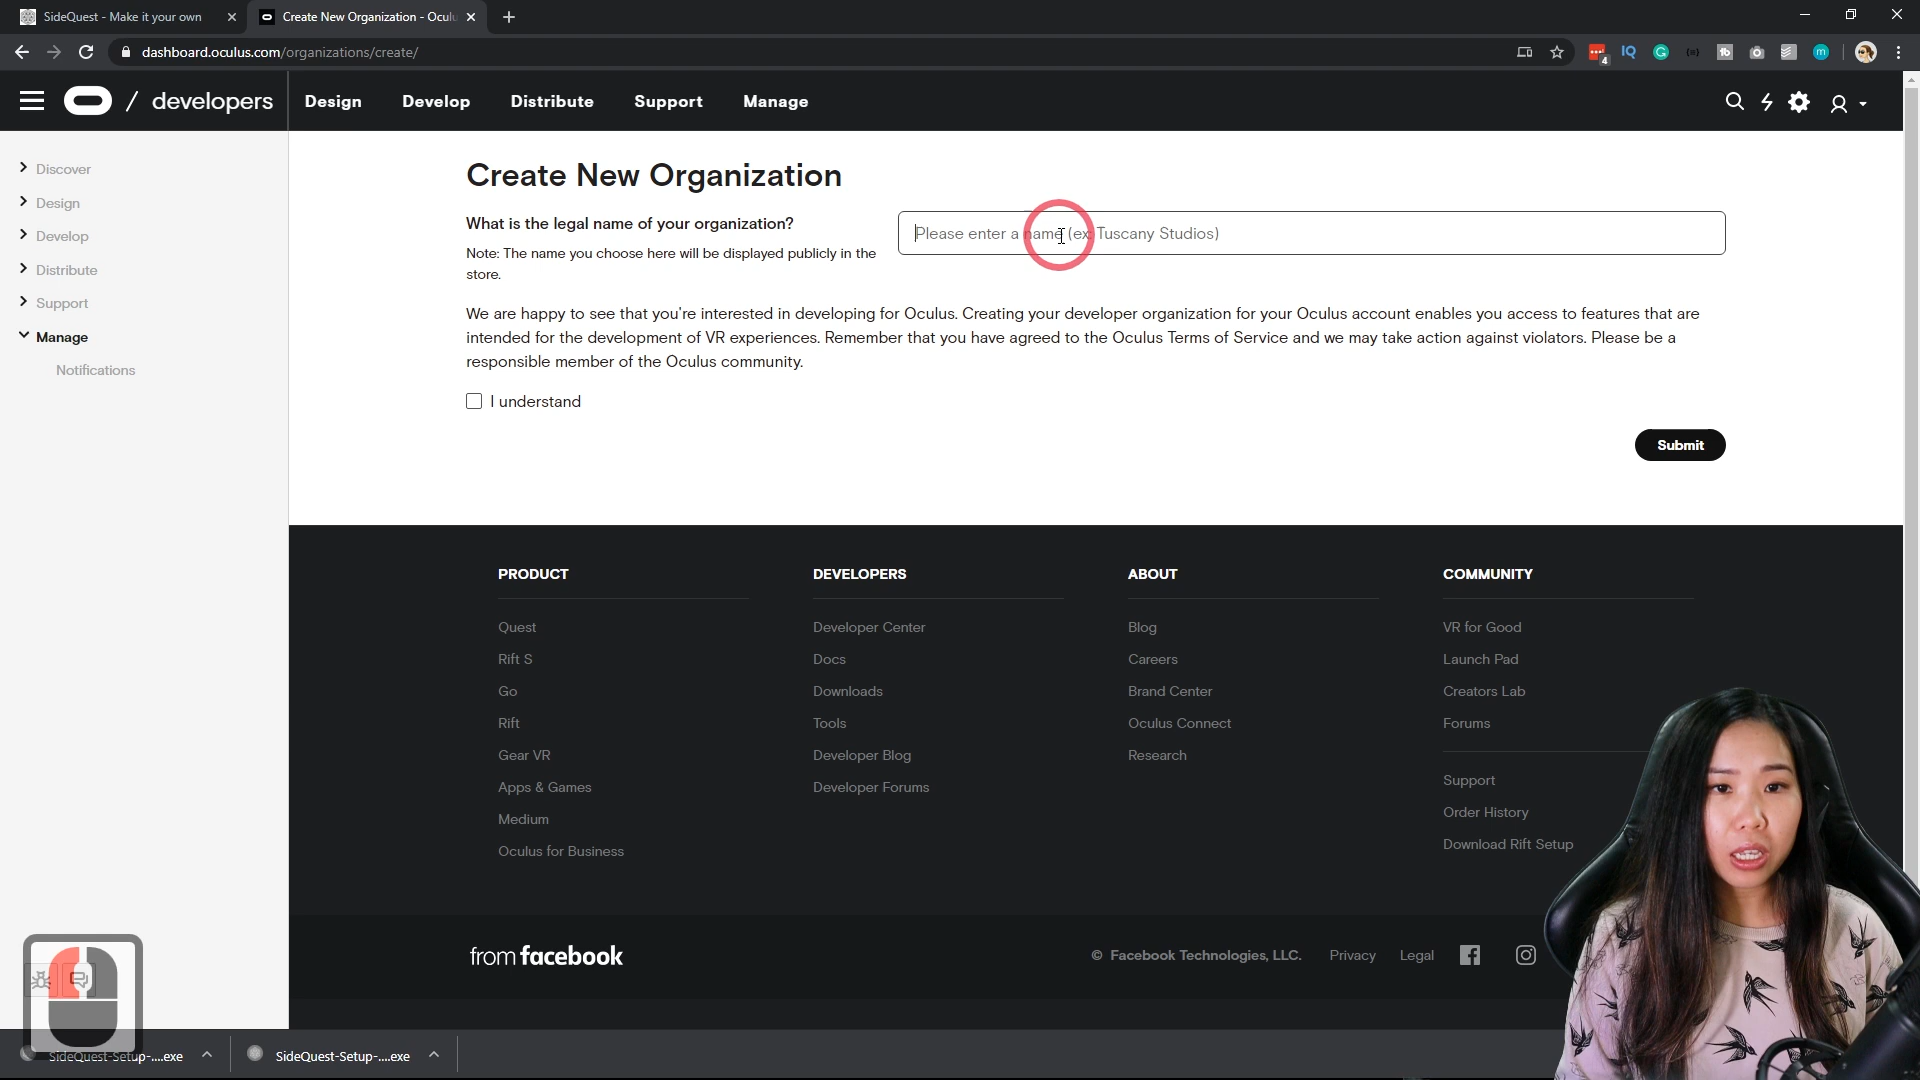 SideQuest - Make it your own
Create New Organization - Ocul
dashboard.oculus.com/organizations/create/
4
IQ
developers
Design
Develop
Distribute
Support
Manage
Discover
Design
Develop
Distribute
Support
Manage
Notifications
Create New Organization
What is the legal name of your organization?
Please enter a name (ex: Tuscany Studios)
Note: The name you choose here will be displayed publicly in the
store.
We are happy to see that you're interested in developing for Oculus. Creating your developer organization for your Oculus account enables you access to features that are
intended for the development of VR experiences. Remember that you have agreed to the Oculus Terms of Service and we may take action against violators. Please be a
responsible member of the Oculus community.
I understand
Submit
PRODUCT
Quest
Rift S
Go
Rift
Gear VR
Apps & Games
Medium
Oculus for Business
DEVELOPERS
Developer Center
Docs
Downloads
Tools
Developer Blog
Developer Forums
ABOUT
Blog
Careers
Brand Center
Oculus Connect
Research
COMMUNITY
VR for Good
Launch Pad
Creators Lab
Forums
Support
Order History
Download Rift Setup
from facebook
© Facebook Technologies, LLC.
Privacy
Legal
SideQuest-Setup-....exe
SideQuest-Setup-....exe